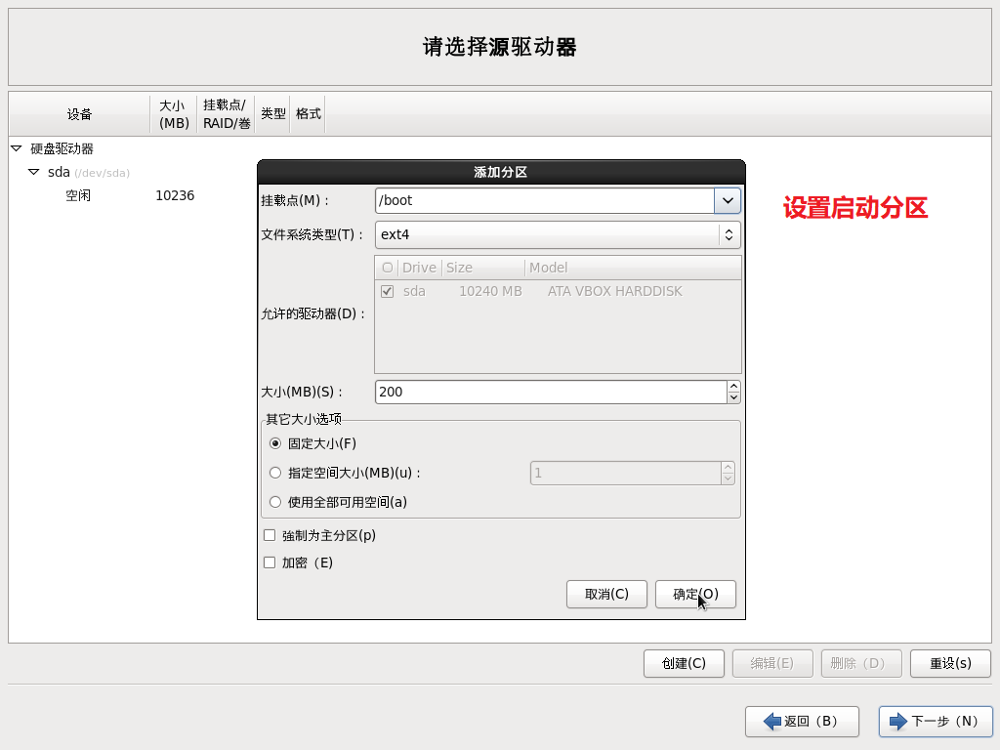 请选择源驱动器
设备
大小
(MB)
挂载点/
RAID/卷
类型
格式
硬盘驱动器
sda (/dev/sda)
空闲 10236
设置启动分区
添加分区
挂载点(M)：
/boot
文件系统类型(T)：
ext4
允许的驱动器(D)：
Drive Size Model
sda 10240 MB ATA VBOX HARDDISK
大小(MB)(S)：
200
其它大小选项
固定大小(F)
指定空间大小(MB)(u)：
1
使用全部可用空间(a)
強制为主分区(p)
加密（E)
取消(C)
确定(O)
创建(C)
编辑(E)
删除（D）
重设(s)
返回（B）
下一步（N）